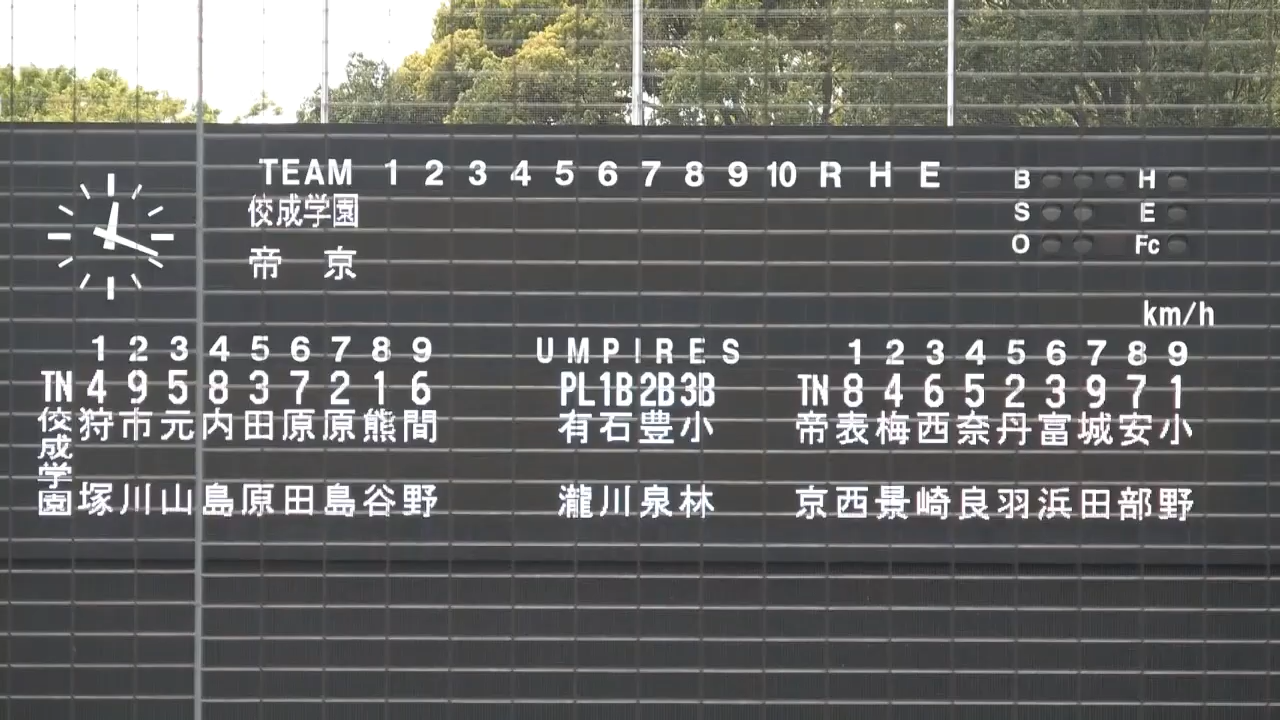 TEAM 1 2 3 4 5 6 7 8 9 10 R H E
佼成学園
帝京
B H
S E
O Fc
km/h
1 2 3 4 5 6 7 8 9
TN 4 9 5 8 3 7 2 1 6
佼成学園
狩塚 市川 元山 内島 田原 原田 原島 熊谷 間野
UMPIRES
PL 1B 2B 3B
有瀧 石川 豊泉 小林
1 2 3 4 5 6 7 8 9
TN 8 4 6 5 2 3 9 7 1
帝京
表西 梅景 西崎 奈良 丹羽 富浜 城田 安部 小野